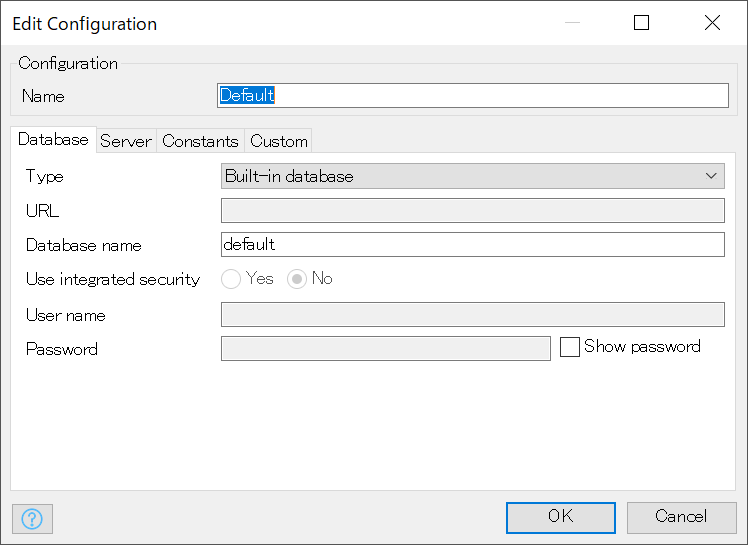 Edit Configuration
Configuration
Name Default
Database Server Constants Custom
Type Built-in database
URL
Database name default
Use integrated security Yes No
User name
Password Show password
? OK Cancel